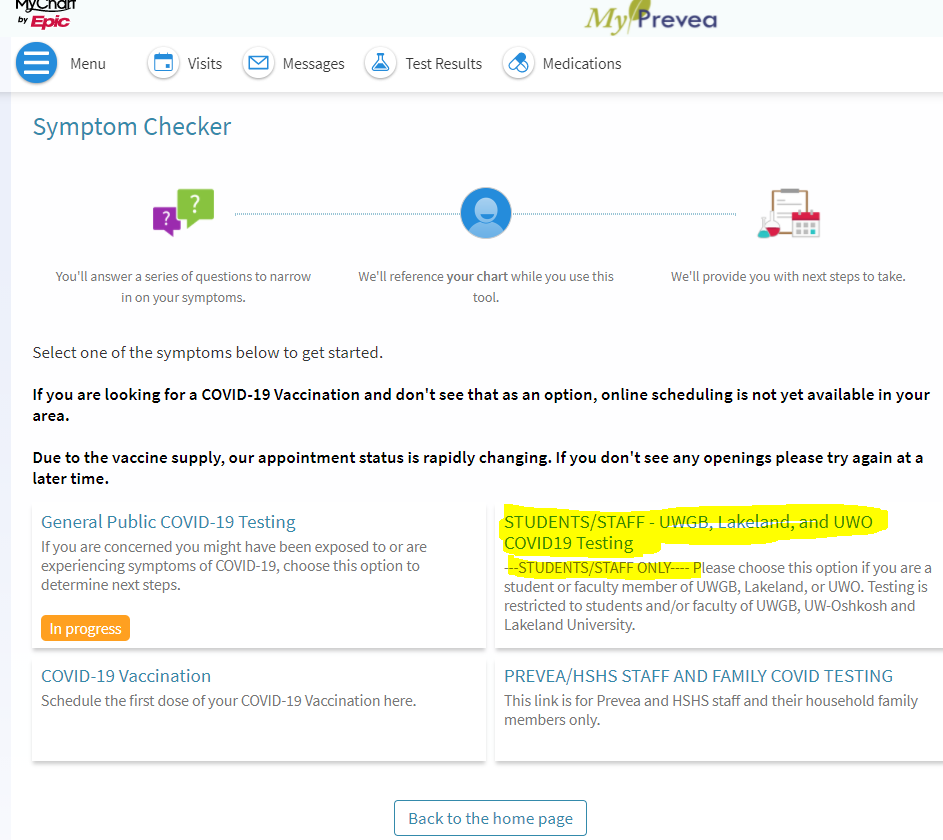 MyChart
by Epic
MyPrevea
Menu
Visits
Messages
Test Results
Medications
Symptom Checker
? ?
You'll answer a series of questions to narrow
in on your symptoms.
We'll reference your chart while you use this
tool.
We'll provide you with next steps to take.
Select one of the symptoms below to get started.
If you are looking for a COVID-19 Vaccination and don't see that as an option, online scheduling is not yet available in your
area.
Due to the vaccine supply, our appointment status is rapidly changing. If you don't see any openings please try again at a
later time.
General Public COVID-19 Testing
If you are concerned you might have been exposed to or are
experiencing symptoms of COVID-19, choose this option to
determine next steps.
In progress
STUDENTS/STAFF - UWGB, Lakeland, and UWO
COVID19 Testing
---STUDENTS/STAFF ONLY---- Please choose this option if you are a
student or faculty member of UWGB, Lakeland, or UWO. Testing is
restricted to students and/or faculty of UWGB, UW-Oshkosh and
Lakeland University.
COVID-19 Vaccination
Schedule the first dose of your COVID-19 Vaccination here.
PREVEA/HSHS STAFF AND FAMILY COVID TESTING
This link is for Prevea and HSHS staff and their household family
members only.
Back to the home page